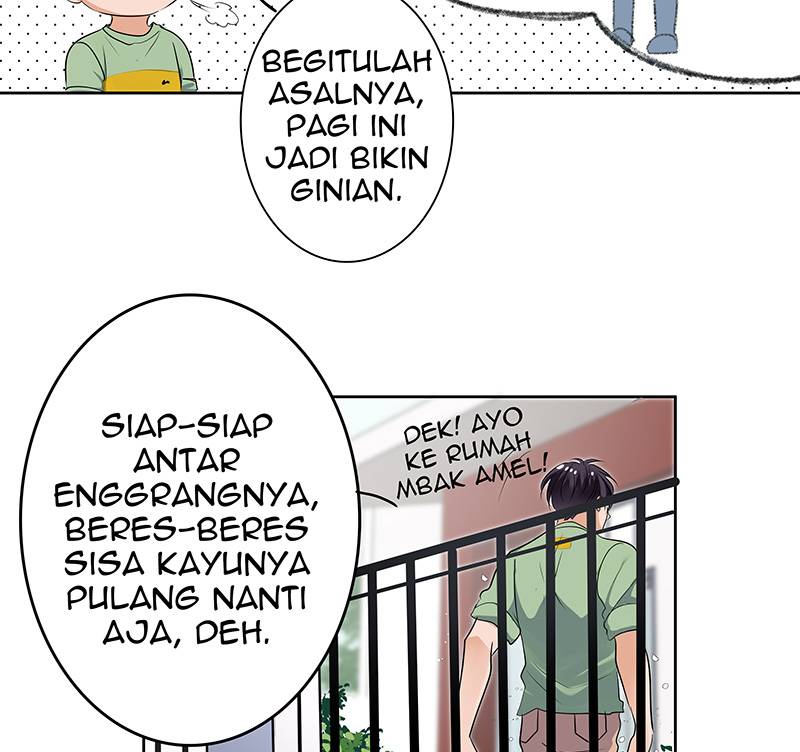 BEGITULAH
ASALNYA,
PAGI INI
JADI BIKIN
GINIAN.
SIAP-SIAP
ANTAR
ENGGRANGNYA,
BERES-BERES
SISA KAYUNYA
PULANG NANTI
AJA, DEH.
DEK! AYO
KE RUMAH
MBAK AMEL!